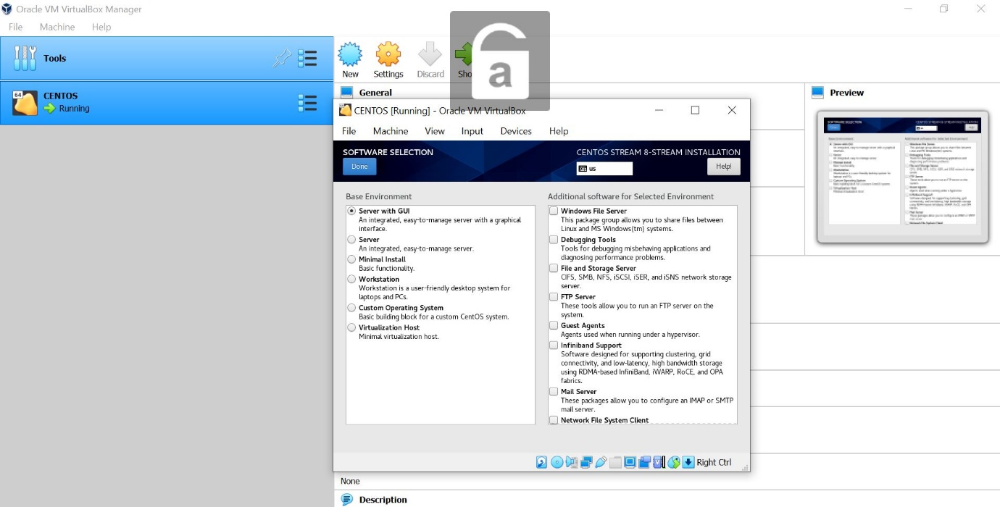 Oracle VM VirtualBox Manager
File Machine Help
Tools
New Settings Discard Sho
a
64
CENTOS
Running
General
Preview
CENTOS [Running] - Oracle VM VirtualBox
File Machine View Input Devices Help
SOFTWARE SELECTION
CENTOS STREAM 8-STREAM INSTALLATION
Done
us
Help!
Base Environment
Server with GUI
An integrated, easy-to-manage server with a graphical
interface.
Server
An integrated, easy-to-manage server.
Minimal Install
Basic functionality.
Workstation
Workstation is a user-friendly desktop system for
laptops and PCs.
Custom Operating System
Basic building block for a custom CentOS system.
Virtualization Host
Minimal virtualization host.
Additional software for Selected Environment
Windows File Server
This package group allows you to share files between
Linux and MS Windows(tm) systems.
Debugging Tools
Tools for debugging misbehaving applications and
diagnosing performance problems.
File and Storage Server
CIFS, SMB, NFS, iSCSI, iSER, and iSNS network storage
server.
FTP Server
These tools allow you to run an FTP server on the
system.
Guest Agents
Agents used when running under a hypervisor.
Infiniband Support
Software designed for supporting clustering, grid
connectivity, and low-latency, high bandwidth storage
using RDMA-based InfiniBand, iWARP, RoCE, and OPA
fabrics.
Mail Server
These packages allow you to configure an IMAP or SMTP
mail server.
Network File System Client
Right Ctrl
None
Description